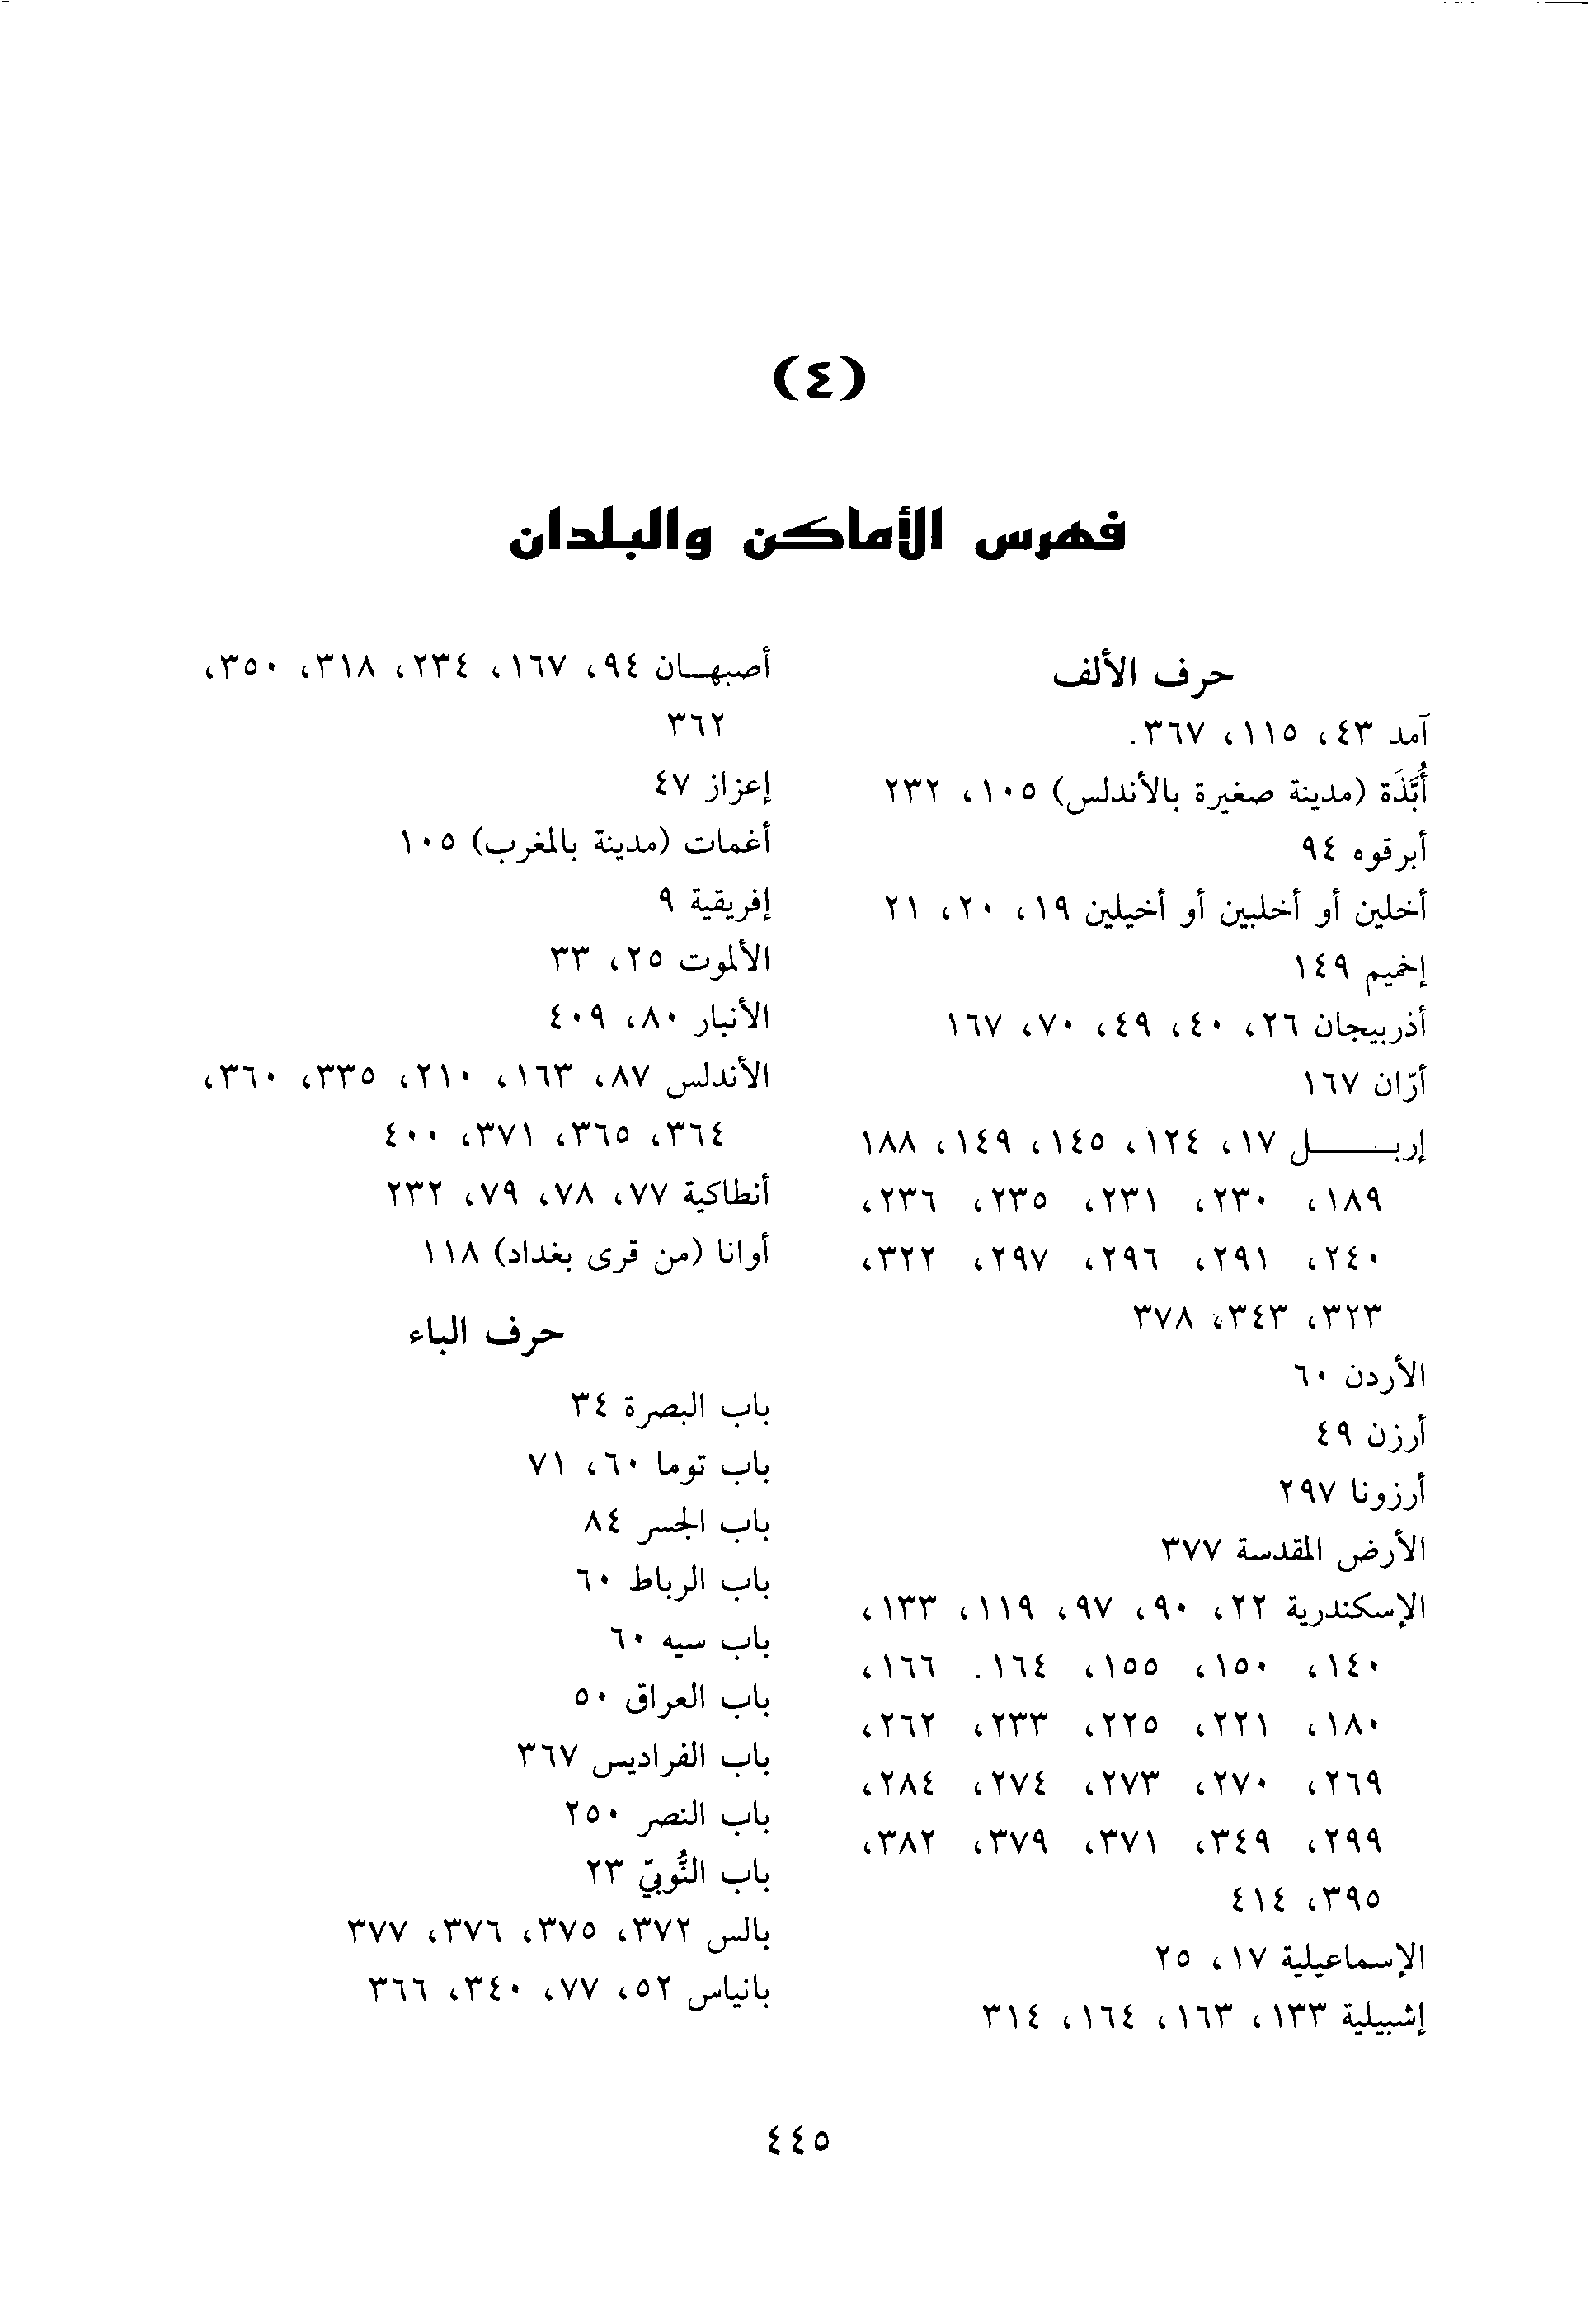 (٤)
فهرس الأماكن والبلدان
حرف الألف
آمد ٤٣، ١١٥، ٣٦٧.
أُبَّذَة (مدينة صغيرة بالأندلس) ١٠٥، ٢٣٢
أبرقوه ٩٤
أخلين أو أخلبين أو أخيلين ١٩، ٢٠، ٢١
إخميم ١٤٩
أذربيجان ٢٦، ٤٠، ٤٩، ٧٠، ١٦٧
أرّان ١٦٧
إربـــــل ١٧، ١٢٤، ١٤٥، ١٤٩، ١٨٨
١٨٩، ٢٣٠، ٢٣١، ٢٣٥، ٢٣٦،
٢٤٠، ٢٩١، ٢٩٦، ٢٩٧، ٣٢٢،
٣٢٣، ٣٤٣، ٣٧٨
الأردن ٦٠
أرزن ٤٩
أرزونا ٢٩٧
الأرض المقدسة ٣٧٧
الإسكندرية ٢٢، ٩٠، ٩٧، ١١٩، ١٣٣،
١٤٠، ١٥٠، ١٥٥، ١٦٤. ١٦٦،
١٨٠، ٢٢١، ٢٢٥، ٢٣٣، ٢٦٢،
٢٦٩، ٢٧٠، ٢٧٣، ٢٧٤، ٢٨٤،
٢٩٩، ٣٤٩، ٣٧١، ٣٧٩، ٣٨٢،
٣٩٥، ٤١٤
الإسماعيلية ١٧، ٢٥
إشبيلية ١٣٣، ١٦٣، ١٦٤، ٣١٤
أصبهـان ٩٤، ١٦٧، ٢٣٤، ٣١٨، ٣٥٠،
٣٦٢
إعزاز ٤٧
أغمات (مدينة بالمغرب) ١٠٥
إفريقية ٩
الألموت ٢٥، ٣٣
الأنبار ٨٠، ٤٠٩
الأندلس ٨٧، ١٦٣، ٢١٠، ٣٣٥، ٣٦٠،
٣٦٤، ٣٦٥، ٣٧١، ٤٠٠
أنطاكية ٧٧، ٧٨، ٧٩، ٢٣٢
أوانا (من قرى بغداد) ١١٨
حرف الباء
باب البصرة ٣٤
باب توما ٦٠، ٧١
باب الجسر ٨٤
باب الرباط ٦٠
باب سيه ٦٠
باب العراق ٥٠
باب الفراديس ٣٦٧
باب النصر ٢٥٠
باب النُّوبيّ ٢٣
بالس ٣٧٢، ٣٧٥، ٣٧٦، ٣٧٧
بانياس ٥٢، ٧٧، ٣٤٠، ٣٦٦
٤٤٥